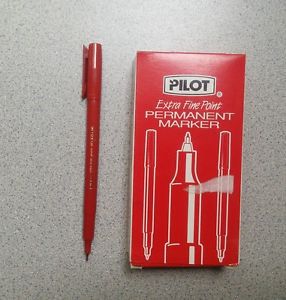 PILOT
®
Extra Fine Point
PERMANENT
MARKER